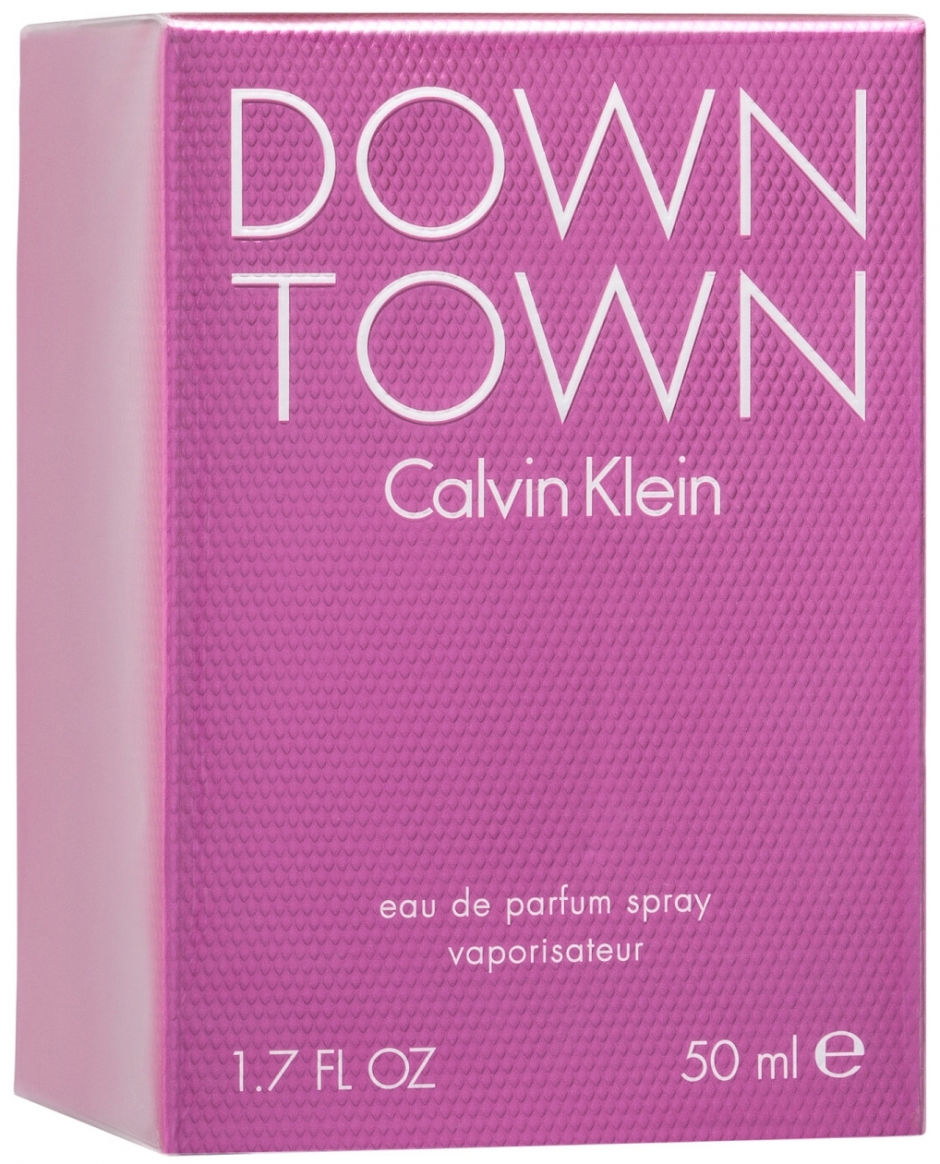 DOWN
TOWN
Calvin Klein
eau de parfum spray
vaporisateur
1.7 FL OZ 50 ml ℮